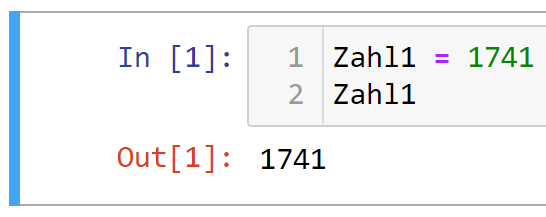 In [1]: 1 Zahl1 = 1741
2 Zahl1
Out[1]: 1741